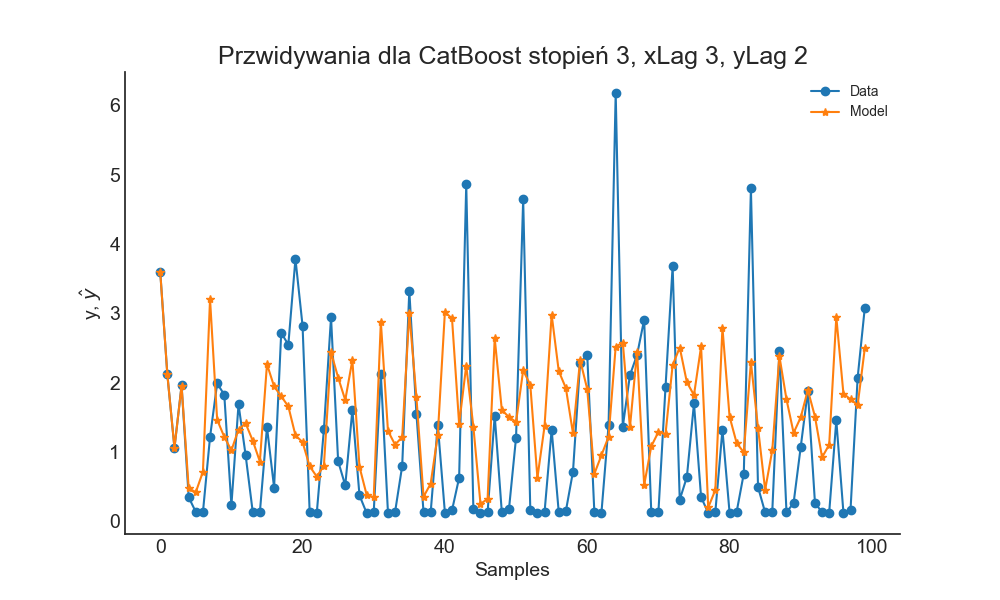 Przwidywania dla CatBoost stopień 3, xLag 3, yLag 2
Data
Model
6
5
4
3
2
1
0
y, ŷ
0 20 40 60 80 100
Samples